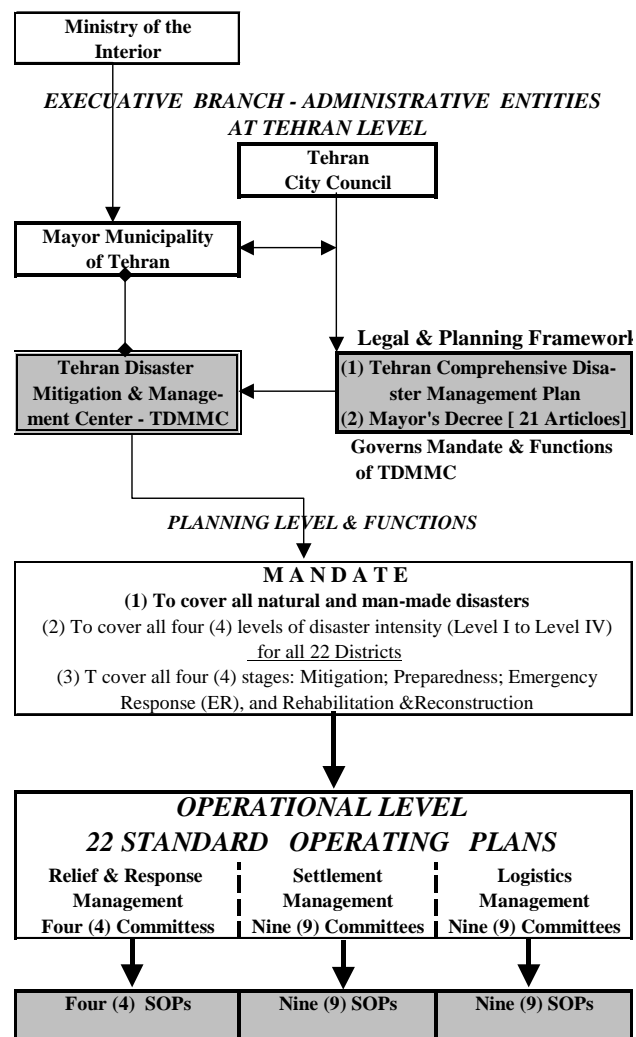 Ministry of the
Interior
EXECUATIVE BRANCH - ADMINISTRATIVE ENTITIES
AT TEHRAN LEVEL
Tehran
City Council
Mayor Municipality
of Tehran
Legal & Planning Framework
Tehran Disaster
Mitigation & Manage-
ment Center - TDMMC
(1) Tehran Comprehensive Disa-
ster Management Plan
(2) Mayor's Decree [ 21 Articloes]
Governs Mandate & Functions
of TDMMC
PLANNING LEVEL & FUNCTIONS
M A N D A T E
(1) To cover all natural and man-made disasters
(2) To cover all four (4) levels of disaster intensity (Level I to Level IV)
for all 22 Districts
(3) T cover all four (4) stages: Mitigation; Preparedness; Emergency
Response (ER), and Rehabilitation &Reconstruction
OPERATIONAL LEVEL
22 STANDARD OPERATING PLANS
Relief & Response
Management
Four (4) Committess
Settlement
Management
Nine (9) Committees
Logistics
Management
Nine (9) Committees
Four (4) SOPs
Nine (9) SOPs
Nine (9) SOPs